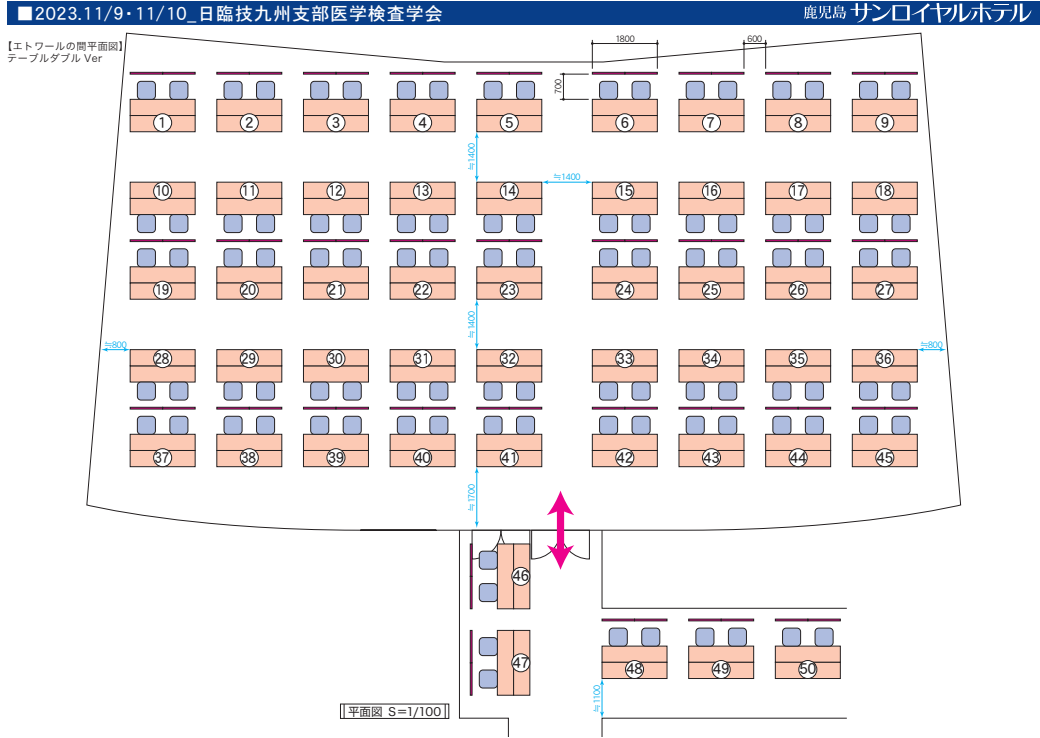 ■2023.11/9・11/10_日臨技九州支部医学検査学会
鹿児島 サンロイヤルホテル
【エトワールの間平面図】
テーブルダブル Ver
1800
600
700
① ② ③ ④ ⑤ ⑥ ⑦ ⑧ ⑨
≒1400
≒1400
⑩ ⑪ ⑫ ⑬ ⑭ ⑮ ⑯ ⑰ ⑱
⑲ ⑳ ㉑ ㉒ ㉓ ㉔ ㉕ ㉖ ㉗
≒1400
≒800
≒800
㉘ ㉙ ㉚ ㉛ ㉜ ㉝ ㉞ ㉟ ㊱
㊲ ㊳ ㊴ ㊵ ㊶ ㊷ ㊸ ㊹ ㊺
≒1700
㊻
㊼
㊽ ㊾ ㊿
≒1100
平面図 S=1/100